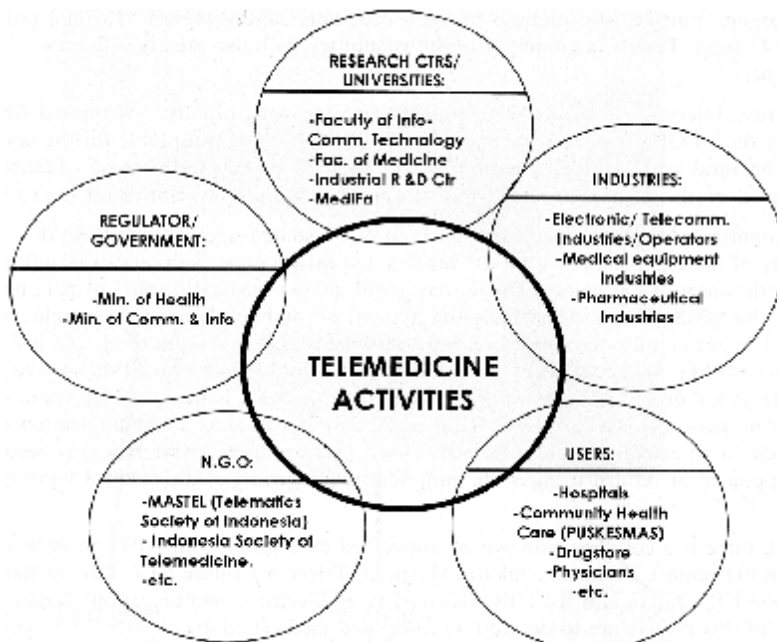 RESEARCH CTRS/
UNIVERSITIES:
-Faculty of Info-
Comm. Technology
-Fac. of Medicine
-Industrial R & D Ctr
-MedIFa
INDUSTRIES:
-Electronic/ Telecomm.
Industries/Operators
-Medical equipment
Industries
-Pharmaceutical
Industrias
REGULATOR/
GOVERNMENT:
-Min. of Health
-Min. of Comm. & Info
TELEMEDICINE
ACTIVITIES
N.G.O:
-MASTEL (Telematics
Society of Indonesia)
- Indonesia Society of
Telemedicine.
-etc.
USERS:
-Hospitals
-Community Health
Care (PUSKESMAS)
-Drugstore
-Physicians
-etc.